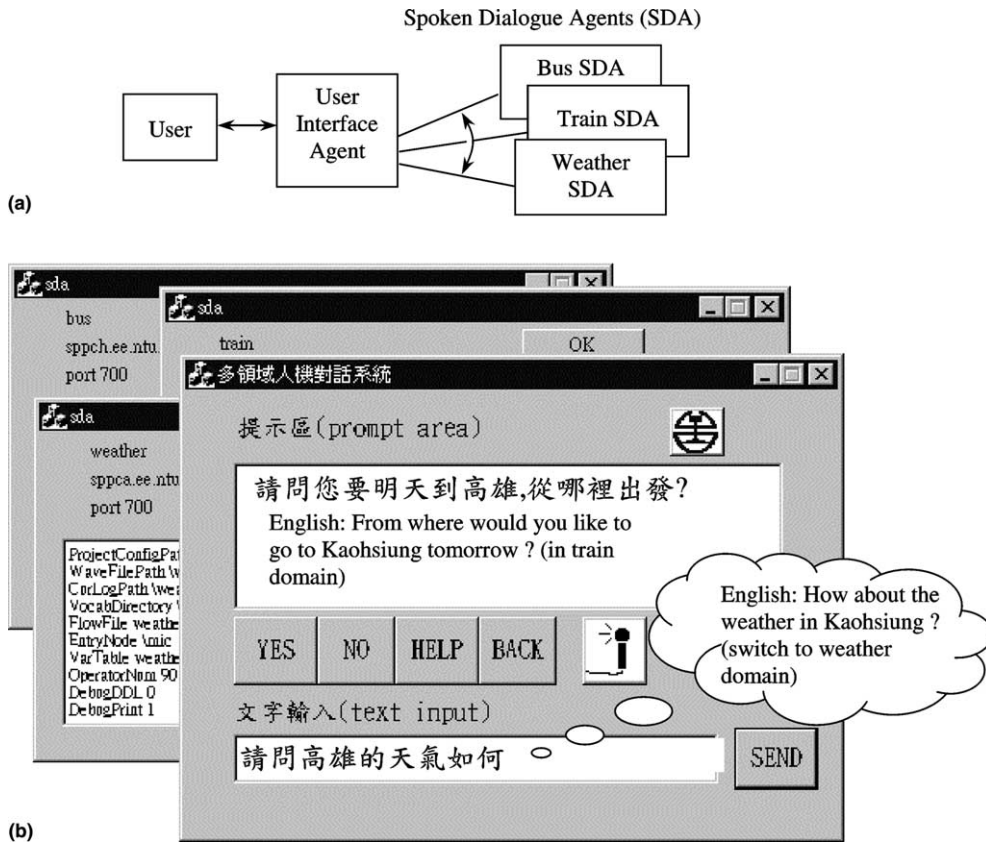 Spoken Dialogue Agents (SDA)
Bus SDA
User
User
Interface
Agent
Train SDA
Weather
SDA
(a)
sda
bus
sppch.ee.ntu.
port 700
sda
train
OK
sda
weather
sppca.ee.ntu
port 700
ProjectConfigPat
WaveFilePath \w
CnrLogPath \wea
VocabDirectory \
FlowFile weathe
EntryNode \mic
VarTable weathe
OperatorNum 90
DebugDDL 0
DebugPrint 1
多領域人機對話系統
提示區(prompt area)
請問您要明天到高雄,從哪裡出發?
English: From where would you like to
go to Kaohsiung tomorrow ? (in train
domain)
YES NO HELP BACK
English: How about the
weather in Kaohsiung ?
(switch to weather
domain)
文字輸入(text input)
請問高雄的天氣如何
SEND
(b)